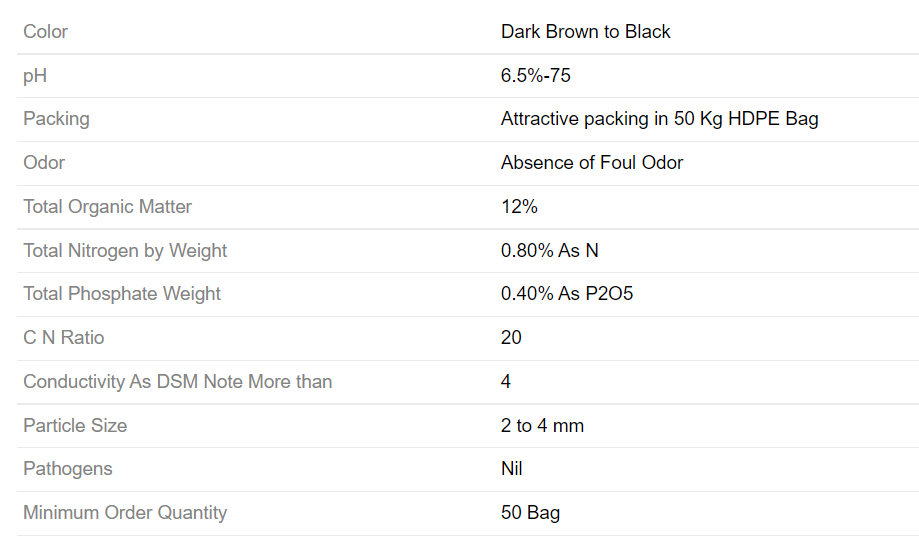 Color Dark Brown to Black
pH 6.5%-75
Packing Attractive packing in 50 Kg HDPE Bag
Odor Absence of Foul Odor
Total Organic Matter 12%
Total Nitrogen by Weight 0.80% As N
Total Phosphate Weight 0.40% As P2O5
C N Ratio 20
Conductivity As DSM Note More than 4
Particle Size 2 to 4 mm
Pathogens Nil
Minimum Order Quantity 50 Bag